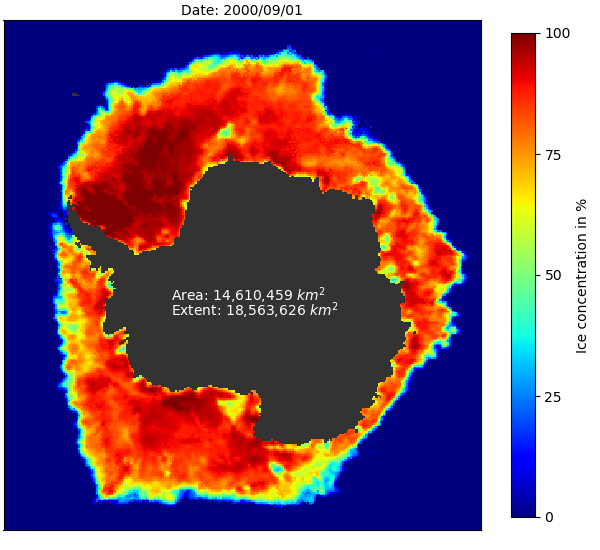 Date: 2000/09/01
100
75
50
25
0
Ice concentration in %
Area: 14,610,459 km²
Extent: 18,563,626 km²